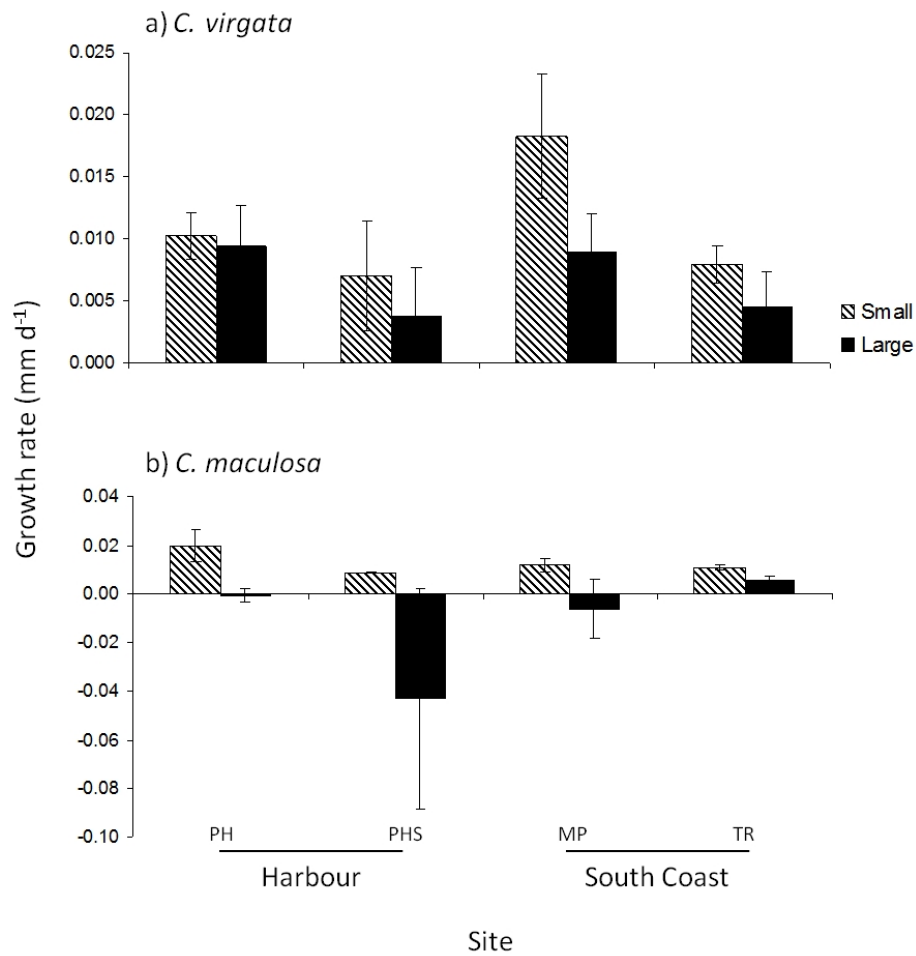 a) C. virgata
0.025
0.020
0.015
0.010
0.005
0.000
Growth rate (mm d-1)
Small
Large
b) C. maculosa
0.04
0.02
0.00
-0.02
-0.04
-0.06
-0.08
-0.10
PH PHS MP TR
Harbour South Coast
Site